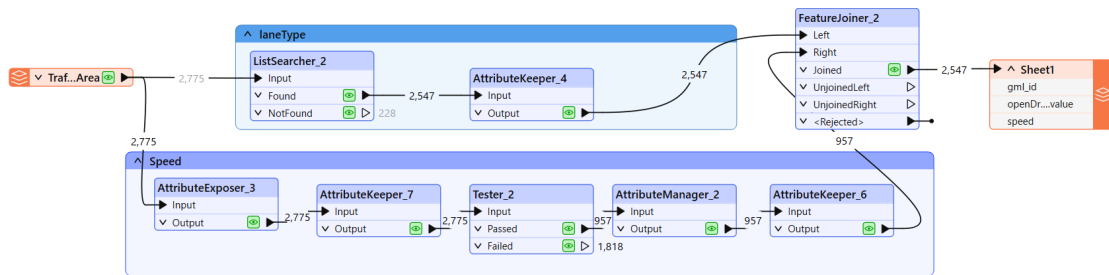 FeatureJoiner_2
laneType
Left
ListSearcher_2
Right
Traf...Area
2,775
Input
AttributeKeeper_4
2,547
Joined
2,547
Sheet1
Found
2,547
Input
UnjoinedLeft
gml_id
NotFound
228
Output
UnjoinedRight
openDr....value
<Rejected>
speed
2,775
957
Speed
AttributeExposer_3
AttributeKeeper_7
Tester_2
AttributeManager_2
AttributeKeeper_6
Input
Input
Input
Input
Input
Output
2,775
Output
2,775
Passed
957
Output
957
Output
Failed
1,818